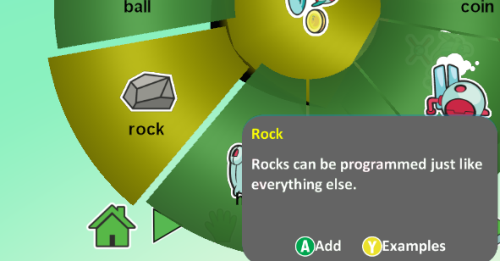 ball
coin
rock
Rock
Rocks can be programmed just like
everything else.
A Add Y Examples